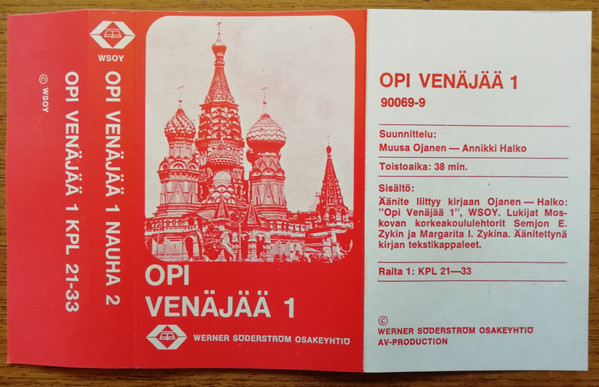 © WSOY
OPI VENÄJÄÄ 1 KPL 21-33
WSOY
OPI VENÄJÄÄ 1 NAUHA 2
OPI
VENÄJÄÄ 1
WERNER SÖDERSTRÖM OSAKEYHTIÖ
OPI VENÄJÄÄ 1
90069-9
Suunnittelu:
Muusa Ojanen — Annikki Halko
Toistoaika: 38 min.
Sisältö:
Äänite liittyy kirjaan Ojanen — Halko:
"Opi Venäjää 1", WSOY. Lukijat Mos-
kovan korkeakoululehtorit Semjon E.
Zykin ja Margarita I. Zykina. Äänitettynä
kirjan tekstikappaleet.
Raita 1: KPL 21—33
©
WERNER SÖDERSTRÖM OSAKEYHTIÖ
AV-PRODUCTION